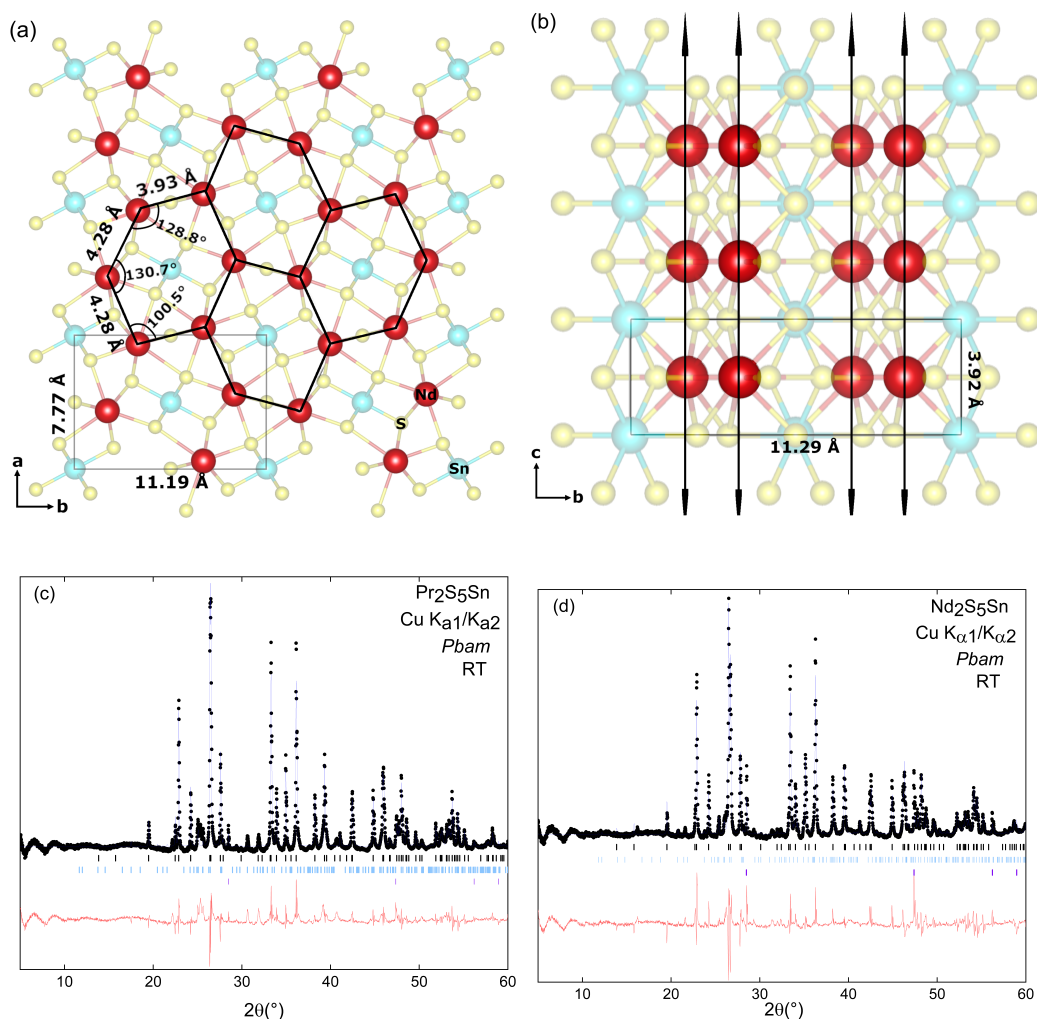 (a)
3.93 Å
128.8°
4.28 Å
130.7°
100.5°
4.28 Å
7.77 Å
11.19 Å
Nd
S
Sn
a
b
(b)
3.92 Å
11.29 Å
c
b
(c)
Pr2S5Sn
Cu Ka1/Ka2
Pbam
RT
10 20 30 40 50 60
2θ(°)
(d)
Nd2S5Sn
Cu Kα1/Kα2
Pbam
RT
10 20 30 40 50 60
2θ(°)